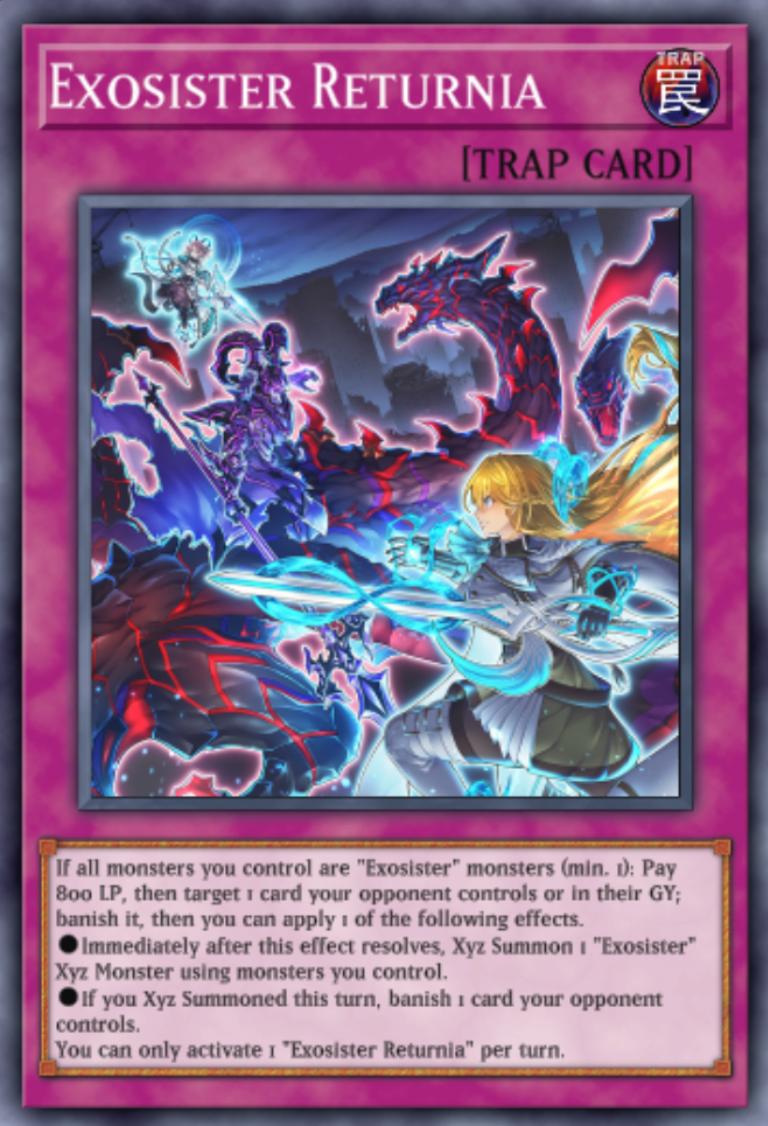 Exosister Returnia
TRAP
罠
[TRAP CARD]
If all monsters you control are "Exosister" monsters (min. 1): Pay
800 LP, then target 1 card your opponent controls or in their GY;
banish it, then you can apply 1 of the following effects.
●Immediately after this effect resolves, Xyz Summon 1 "Exosister"
Xyz Monster using monsters you control.
●If you Xyz Summoned this turn, banish 1 card your opponent
controls.
You can only activate 1 "Exosister Returnia" per turn.